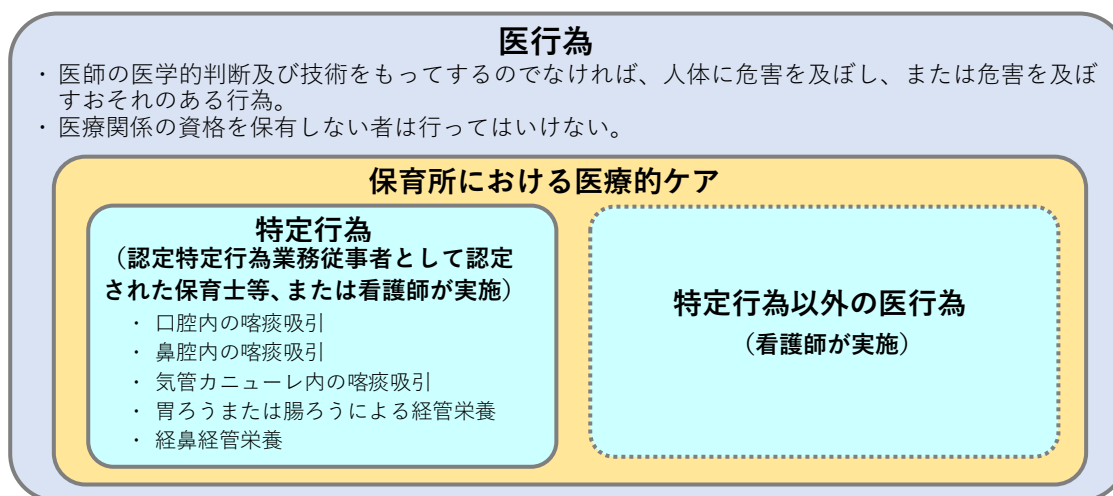 医行為
・ 医師の医学的判断及び技術をもってするのでなければ、人体に危害を及ぼし、または危害を及ぼ
すおそれのある行為。
・ 医療関係の資格を保有しない者は行ってはいけない。
保育所における医療的ケア
特定行為
（認定特定行為業務従事者として認定
された保育士等、または看護師が実施）
・ 口腔内の喀痰吸引
・ 鼻腔内の喀痰吸引
・ 気管カニューレ内の喀痰吸引
・ 胃ろうまたは腸ろうによる経管栄養
・ 経鼻経管栄養
特定行為以外の医行為
（看護師が実施）